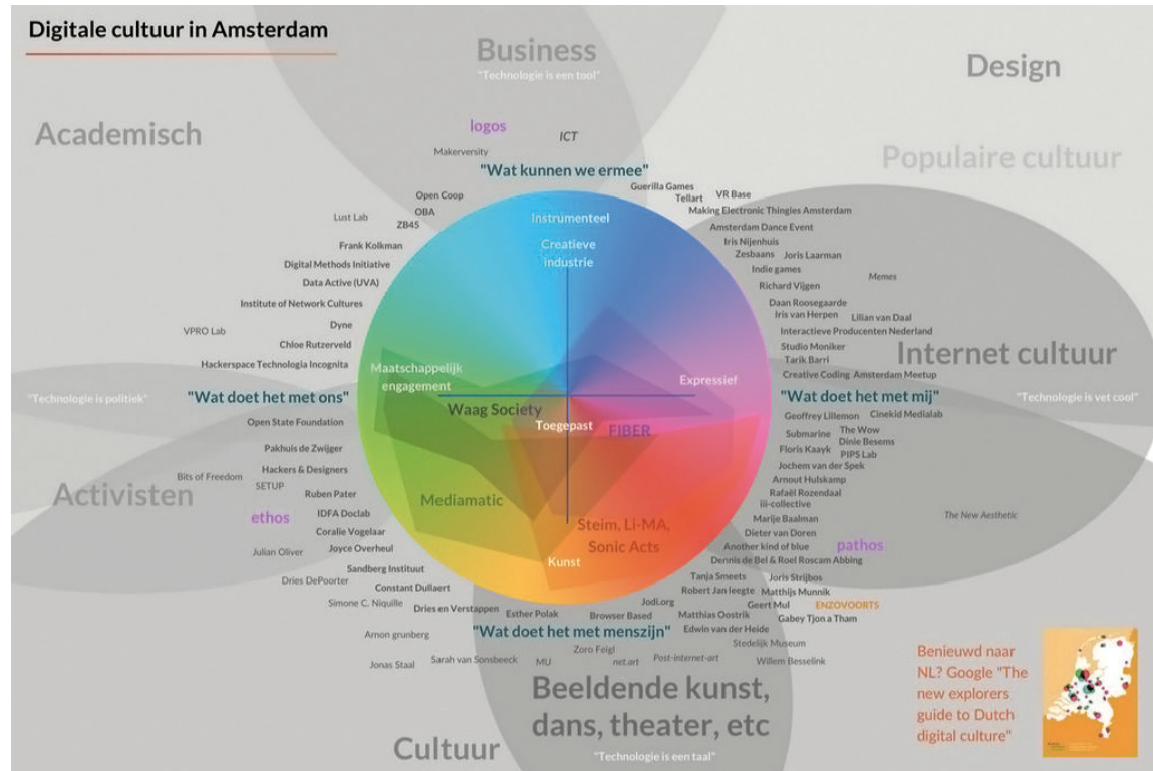 Digitale cultuur in Amsterdam
Business
"Technologie is een tool"
Design
Academisch
logos
ICT
Makerversity
Populaire cultuur
"Wat kunnen we ermee"
Open Coop
OBA
ZB45
Lust Lab
Frank Kolkman
Digital Methods Initiative
Data Active (UVA)
Institute of Network Cultures
VPRO Lab
Dyne
Chloe Rutzerveld
Hackerspace Technologia Incognita
"Technologie is politiek"
"Wat doet het met ons"
Open State Foundation
Pakhuis de Zwijger
Hackers & Designers
Bits of Freedom
SETUP
Activisten
Ruben Pater
ethos
IDFA Doclab
Coralie Vogelaar
Julian Oliver
Joyce Overheul
Sandberg Instituut
Dries DePoorter
Constant Dullaert
Simone C. Niquille
Dries en Verstappen
Arnon grunberg
Jonas Staal
Sarah van Sonsbeeck
Instrumenteel
Creatieve
industrie
Maatschappelijk
engagement
Expressief
Waag Society
Toegepast
FIBER
Mediamatic
Steim, Li-MA,
Sonic Acts
Kunst
Guerilla Games
Tellart
VR Base
Making Electronic Thingies Amsterdam
Amsterdam Dance Event
Iris Nijenhuis
Zesbaans
Joris Laarman
Indie games
Memes
Richard Vijgen
Daan Roosegaarde
Iris van Herpen
Lilian van Daal
Interactieve Producenten Nederland
Studio Moniker
Tarik Barri
Internet cultuur
Creative Coding Amsterdam Meetup
"Wat doet het met mij"
"Technologie is vet cool"
Geoffrey Lillemon
Cinekid Medialab
Submarine
The Wow
Dinie Besems
Floris Kaayk
PIPS Lab
Jochem van der Spek
Arnout Hulskamp
Rafaël Rozendaal
iii-collective
Marije Baalman
The New Aesthetic
Dieter van Doren
Another kind of blue
pathos
Dennis de Bel & Roel Roscam Abbing
Tanja Smeets
Joris Strijbos
Robert Jan leegte
Matthijs Munnik
Jodi.org
Geert Mul
ENZOVOORTS
Esther Polak
Browser Based
Matthias Oostrik
Gabey Tjon a Tham
"Wat doet het met menszijn"
Edwin van der Heide
Zoro Feigl
Stedelijk Museum
MU
net.art
Post-internet-art
Willem Besselink
Beeldende kunst,
dans, theater, etc
Cultuur
"Technologie is een taal"
Benieuwd naar
NL? Google "The
new explorers
guide to Dutch
digital culture"